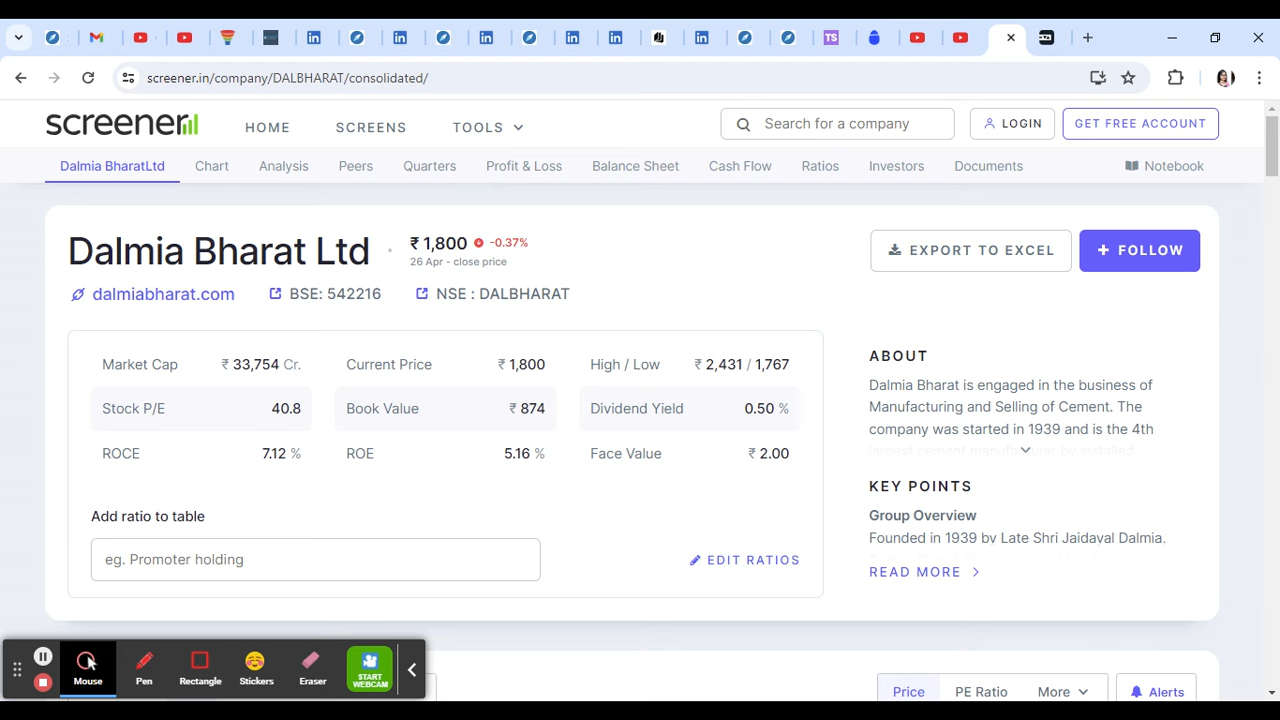 screener.in/company/DALBHARAT/consolidated/
screener
HOME
SCREENS
TOOLS
Search for a company
LOGIN
GET FREE ACCOUNT
Dalmia BharatLtd
Chart
Analysis
Peers
Quarters
Profit & Loss
Balance Sheet
Cash Flow
Ratios
Investors
Documents
Notebook
Dalmia Bharat Ltd
₹ 1,800 -0.37%
26 Apr - close price
EXPORT TO EXCEL
+ FOLLOW
dalmiabharat.com
BSE: 542216
NSE : DALBHARAT
Market Cap ₹ 33,754 Cr.
Current Price ₹ 1,800
High / Low ₹ 2,431 / 1,767
Stock P/E 40.8
Book Value ₹ 874
Dividend Yield 0.50 %
ROCE 7.12 %
ROE 5.16 %
Face Value ₹ 2.00
Add ratio to table
eg. Promoter holding
EDIT RATIOS
ABOUT
Dalmia Bharat is engaged in the business of
Manufacturing and Selling of Cement. The
company was started in 1939 and is the 4th
largest cement manufacturer by installed
KEY POINTS
Group Overview
Founded in 1939 by Late Shri Jaidaval Dalmia.
READ MORE
Mouse
Pen
Rectangle
Stickers
Eraser
START
WEBCAM
Price
PE Ratio
More
Alerts